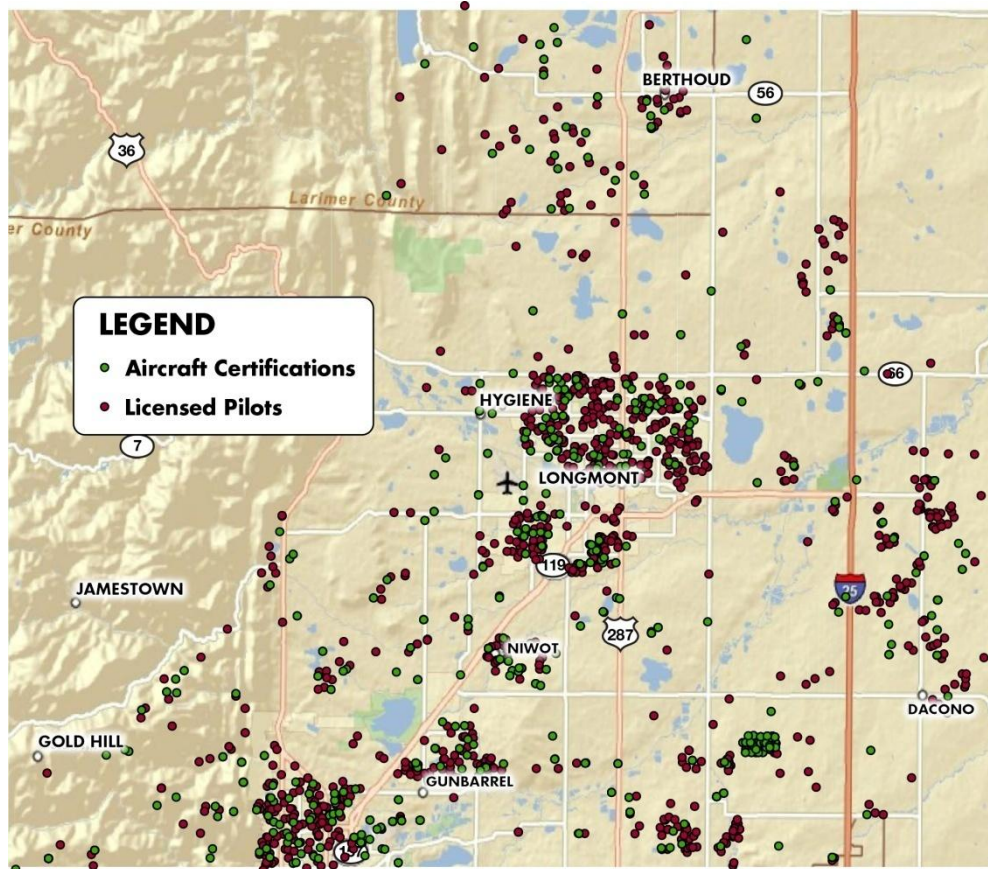 BERTHOUD
56
36
Larimer County
er County
LEGEND
Aircraft Certifications
Licensed Pilots
66
HYGIENE
7
LONGMONT
119
25
JAMESTOWN
287
NIWOT
DACONO
GOLD HILL
GUNBARREL